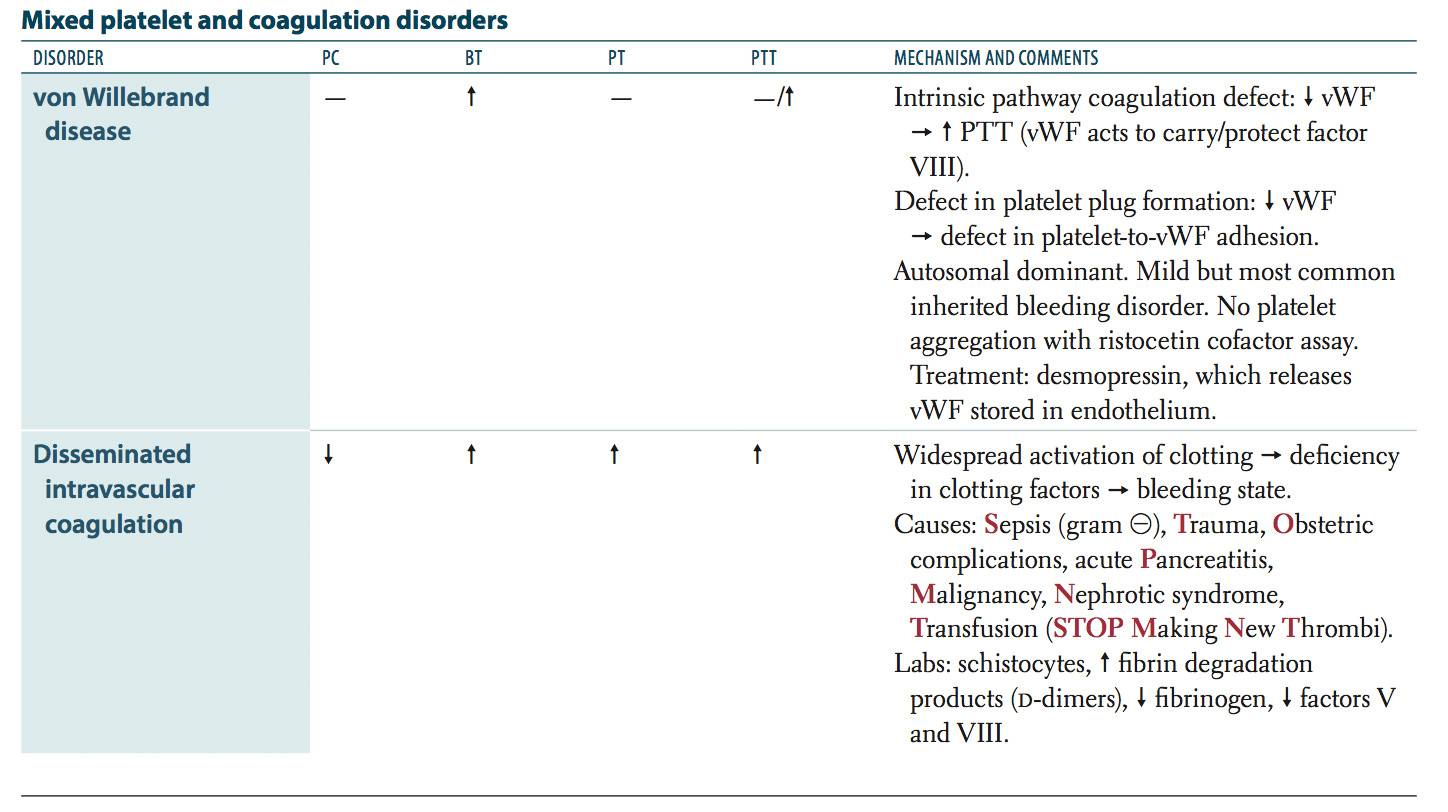 Mixed platelet and coagulation disorders
DISORDER PC BT PT PTT MECHANISM AND COMMENTS
von Willebrand disease — ↑ — —/↑
Intrinsic pathway coagulation defect: ↓ vWF
→ ↑ PTT (vWF acts to carry/protect factor
VIII).
Defect in platelet plug formation: ↓ vWF
→ defect in platelet-to-vWF adhesion.
Autosomal dominant. Mild but most common
inherited bleeding disorder. No platelet
aggregation with ristocetin cofactor assay.
Treatment: desmopressin, which releases
vWF stored in endothelium.
Disseminated intravascular coagulation ↓ ↑ ↑ ↑
Widespread activation of clotting → deficiency
in clotting factors → bleeding state.
Causes: Sepsis (gram ⊖), Trauma, Obstetric
complications, acute Pancreatitis,
Malignancy, Nephrotic syndrome,
Transfusion (STOP Making New Thrombi).
Labs: schistocytes, ↑ fibrin degradation
products (D-dimers), ↓ fibrinogen, ↓ factors V
and VIII.